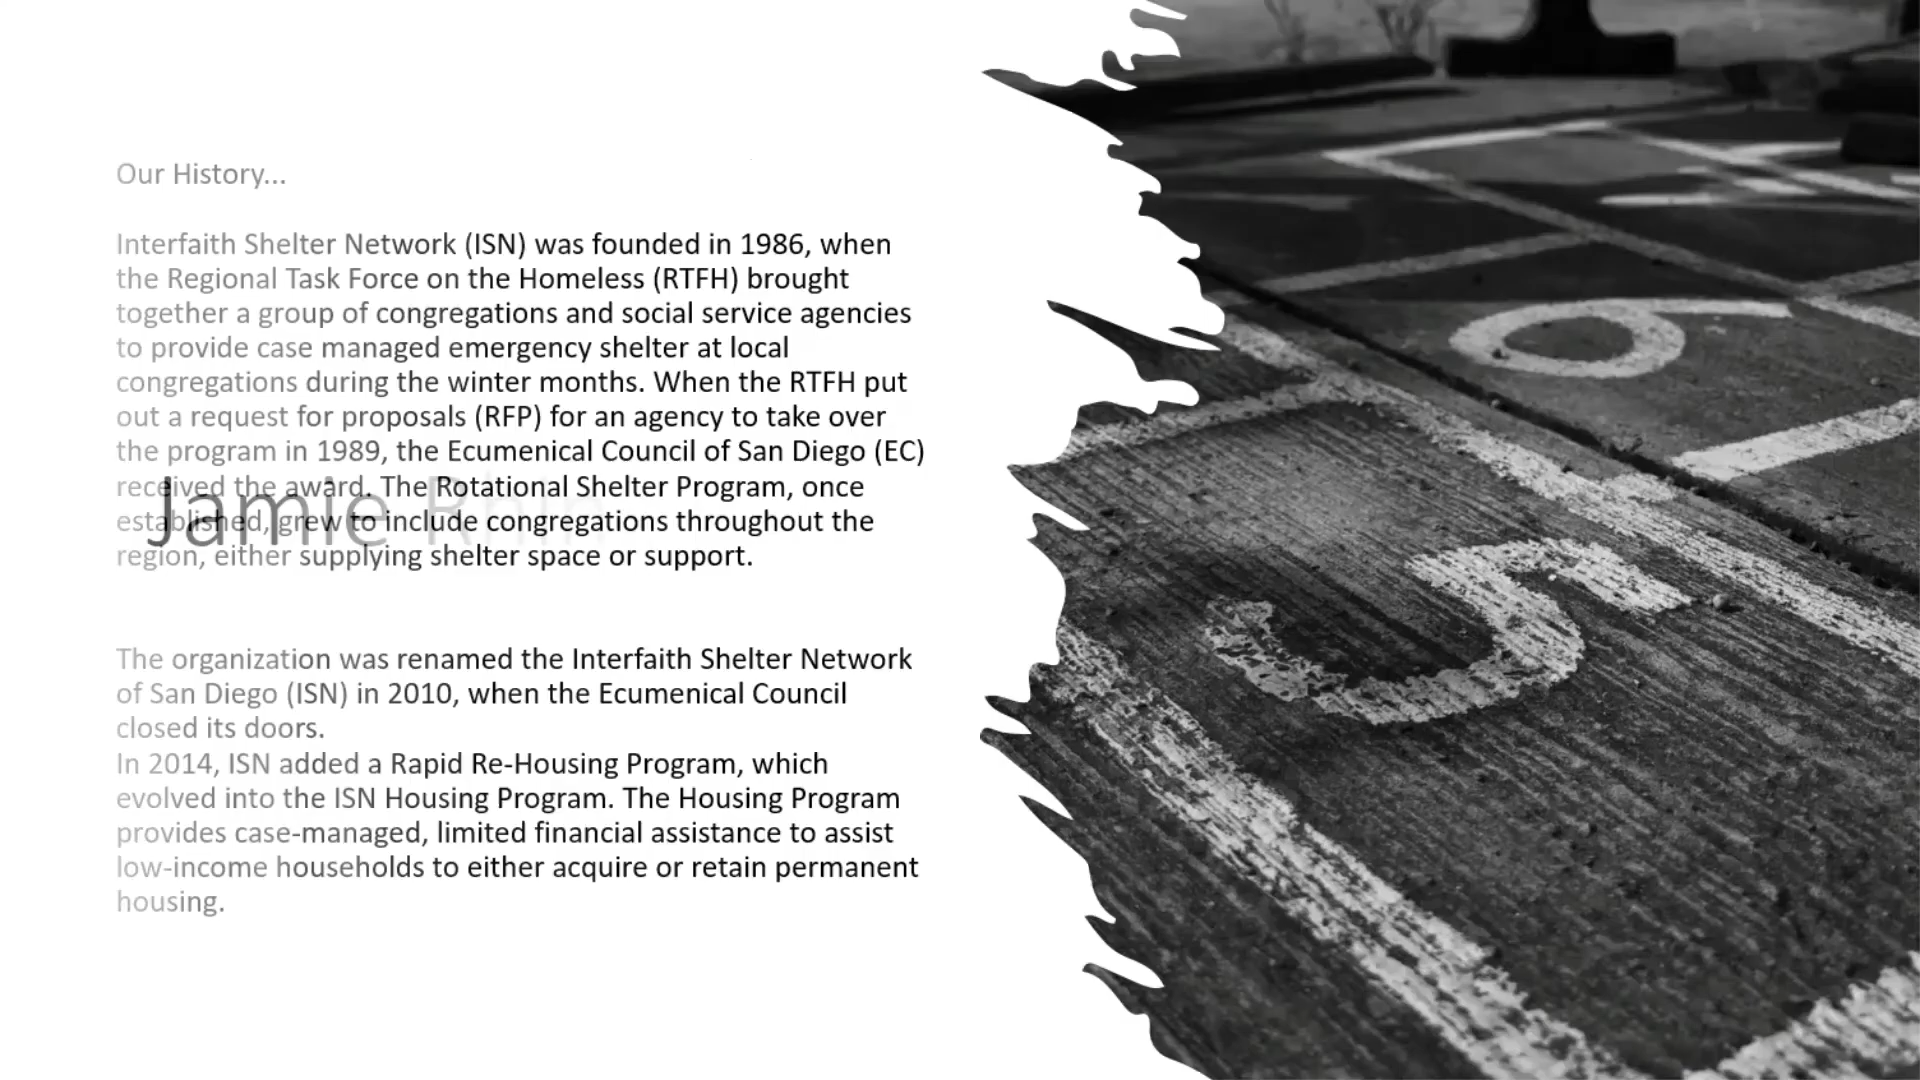 Our History...
Interfaith Shelter Network (ISN) was founded in 1986, when
the Regional Task Force on the Homeless (RTFH) brought
together a group of congregations and social service agencies
to provide case managed emergency shelter at local
congregations during the winter months. When the RTFH put
out a request for proposals (RFP) for an agency to take over
the program in 1989, the Ecumenical Council of San Diego (EC)
received the award. The Rotational Shelter Program, once
established, grew to include congregations throughout the
region, either supplying shelter space or support.
Jamie
The organization was renamed the Interfaith Shelter Network
of San Diego (ISN) in 2010, when the Ecumenical Council
closed its doors.
In 2014, ISN added a Rapid Re-Housing Program, which
evolved into the ISN Housing Program. The Housing Program
provides case-managed, limited financial assistance to assist
low-income households to either acquire or retain permanent
housing.
6
5